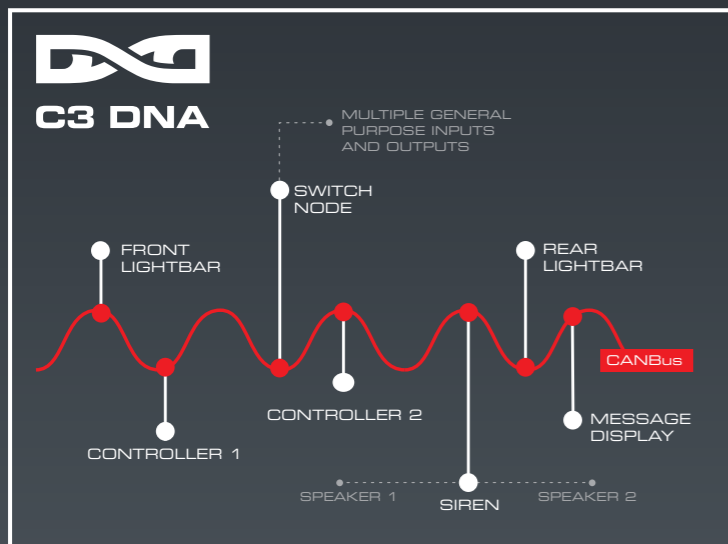 C3 DNA
MULTIPLE GENERAL
PURPOSE INPUTS
AND OUTPUTS
SWITCH
NODE
FRONT
LIGHTBAR
REAR
LIGHTBAR
CANBus
CONTROLLER 2
MESSAGE
DISPLAY
CONTROLLER 1
SPEAKER 1
SIREN
SPEAKER 2